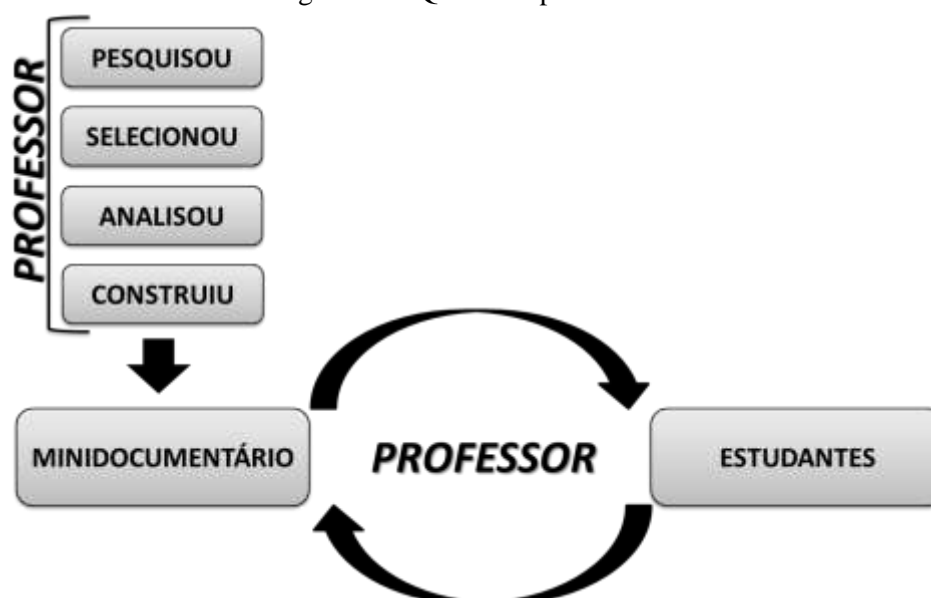 PROFESSOR
PESQUISOU
SELECIONOU
ANALISOU
CONSTRUIU
MINIDOCUMENTÁRIO
PROFESSOR
ESTUDANTES